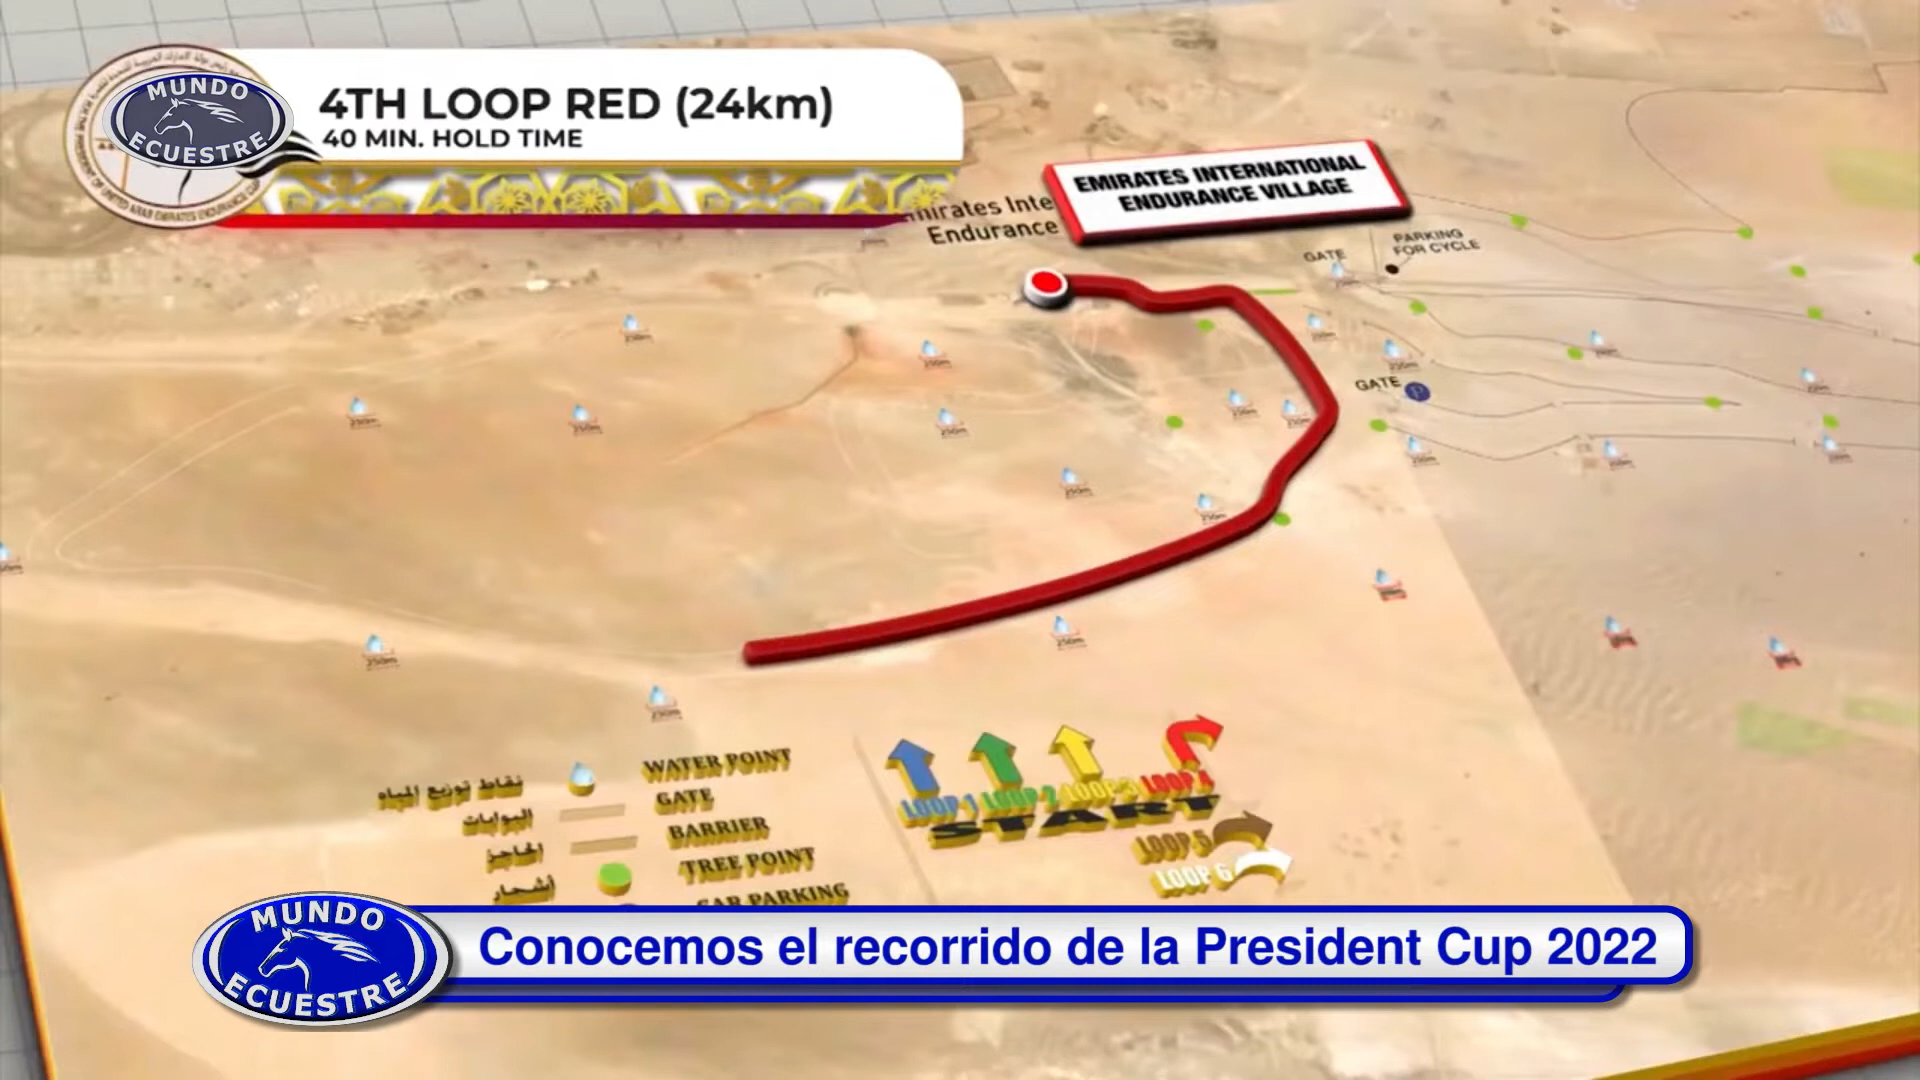 MUNDO
ECUESTRE
4TH LOOP RED (24km)
40 MIN. HOLD TIME
EMIRATES INTERNATIONAL
ENDURANCE VILLAGE
Endurance
GATE
PARKING
FOR CYCLE
GATE
P
نقاط توزيع المياه
WATER POINT
البوابات
GATE
الحاجز
BARRIER
أشجار
TREE POINT
CAR PARKING
LOOP 1 LOOP 2 LOOP 3 LOOP 4
START
LOOP 5
LOOP 6
MUNDO
ECUESTRE
Conocemos el recorrido de la President Cup 2022